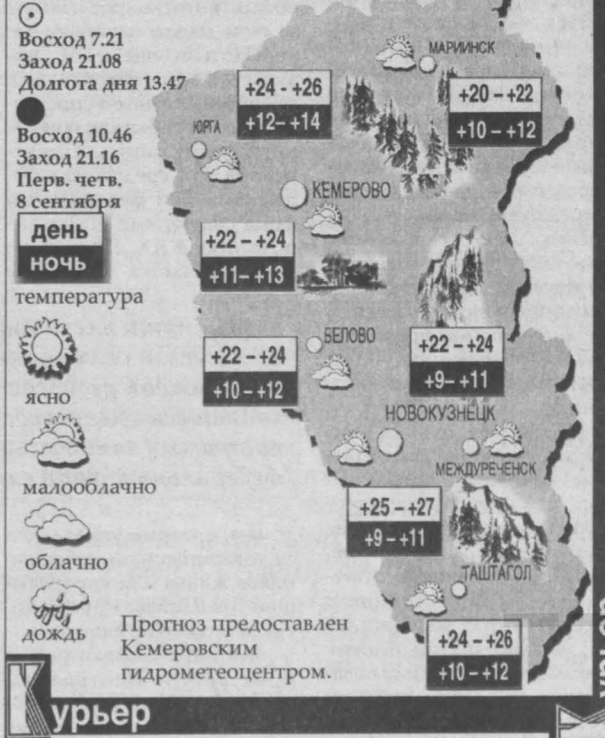 Восход 7.21
Заход 21.08
Долгота дня 13.47
Восход 10.46
Заход 21.16
Перв. четв.
8 сентября
день
ночь
температура
ясно
малооблачно
облачно
дождь
МАРИИНСК
+24 - +26
+12– +14
+20 – +22
+10 – +12
ЮРГА
КЕМЕРОВО
+22 – +24
+11– +13
БЕЛОВО
+22 – +24
+10 – +12
+22 – +24
+9– +11
НОВОКУЗНЕЦК
МЕЖДУРЕЧЕНСК
+25 – +27
+9 – +11
ТАШТАГОЛ
+24 – +26
+10 – +12
Прогноз предоставлен
Кемеровским
гидрометеоцентром.
Курьер